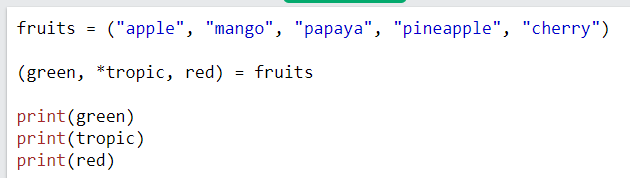 fruits = ("apple", "mango", "papaya", "pineapple", "cherry")
(green, *tropic, red) = fruits
print(green)
print(tropic)
print(red)